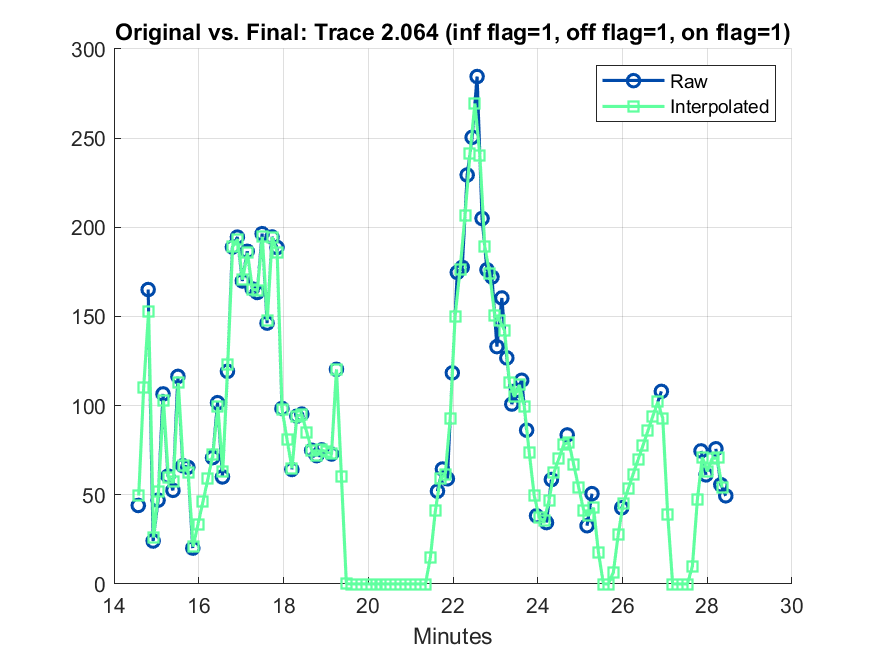 Original vs. Final: Trace 2.064 (inf flag=1, off flag=1, on flag=1)
300
250
200
150
100
50
0
Raw
Interpolated
14 16 18 20 22 24 26 28 30
Minutes